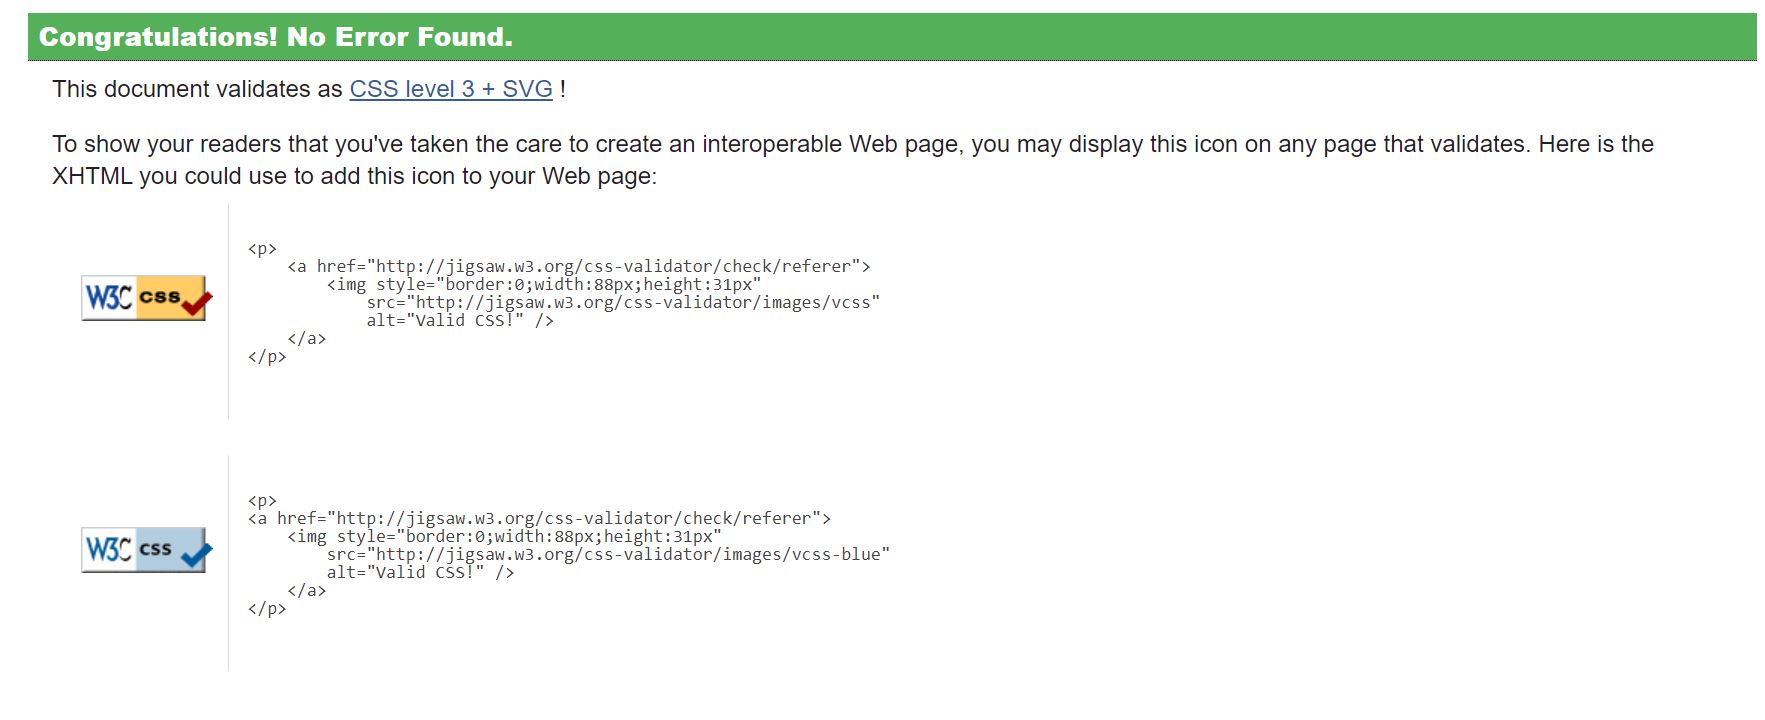 Congratulations! No Error Found.
This document validates as CSS level 3 + SVG !
To show your readers that you've taken the care to create an interoperable Web page, you may display this icon on any page that validates. Here is the
XHTML you could use to add this icon to your Web page:
W3C css
<p>
    <a href="http://jigsaw.w3.org/css-validator/check/referer">
        <img style="border:0;width:88px;height:31px"
            src="http://jigsaw.w3.org/css-validator/images/vcss"
            alt="Valid CSS!" />
    </a>
</p>
W3C css
<p>
<a href="http://jigsaw.w3.org/css-validator/check/referer">
    <img style="border:0;width:88px;height:31px"
        src="http://jigsaw.w3.org/css-validator/images/vcss-blue"
        alt="Valid CSS!" />
    </a>
</p>